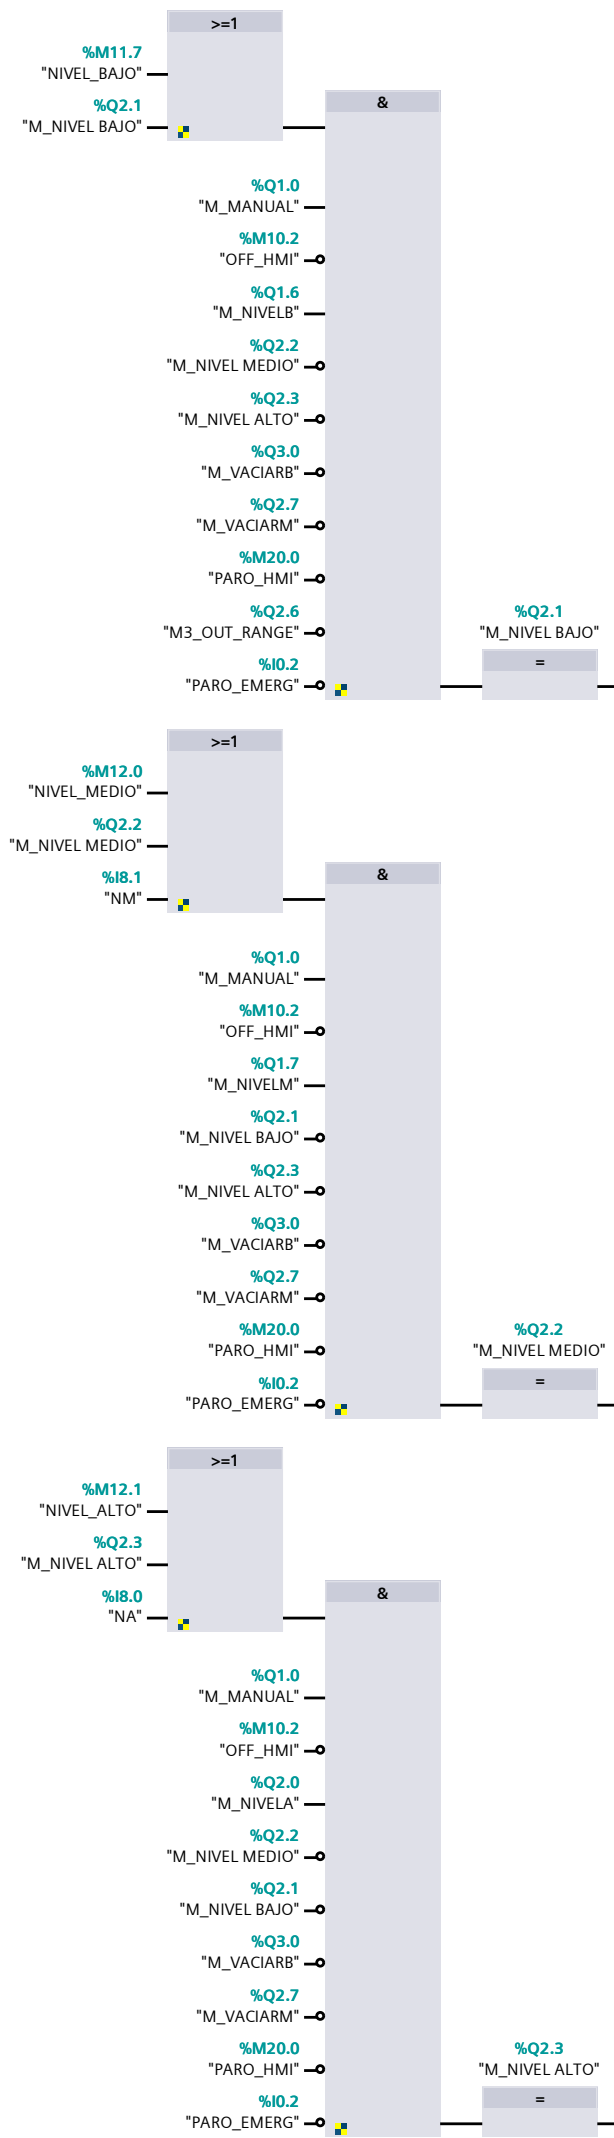 >=1
%M11.7
"NIVEL_BAJO"
%Q2.1
"M_NIVEL BAJO"
&
%Q1.0
"M_MANUAL"
%M10.2
"OFF_HMI"
%Q1.6
"M_NIVELB"
%Q2.2
"M_NIVEL MEDIO"
%Q2.3
"M_NIVEL ALTO"
%Q3.0
"M_VACIARB"
%Q2.7
"M_VACIARM"
%M20.0
"PARO_HMI"
%Q2.6
"M3_OUT_RANGE"
%I0.2
"PARO_EMERG"
%Q2.1
"M_NIVEL BAJO"
=
>=1
%M12.0
"NIVEL_MEDIO"
%Q2.2
"M_NIVEL MEDIO"
%I8.1
"NM"
&
%Q1.0
"M_MANUAL"
%M10.2
"OFF_HMI"
%Q1.7
"M_NIVELM"
%Q2.1
"M_NIVEL BAJO"
%Q2.3
"M_NIVEL ALTO"
%Q3.0
"M_VACIARB"
%Q2.7
"M_VACIARM"
%M20.0
"PARO_HMI"
%I0.2
"PARO_EMERG"
%Q2.2
"M_NIVEL MEDIO"
=
>=1
%M12.1
"NIVEL_ALTO"
%Q2.3
"M_NIVEL ALTO"
%I8.0
"NA"
&
%Q1.0
"M_MANUAL"
%M10.2
"OFF_HMI"
%Q2.0
"M_NIVELA"
%Q2.2
"M_NIVEL MEDIO"
%Q2.1
"M_NIVEL BAJO"
%Q3.0
"M_VACIARB"
%Q2.7
"M_VACIARM"
%M20.0
"PARO_HMI"
%I0.2
"PARO_EMERG"
%Q2.3
"M_NIVEL ALTO"
=